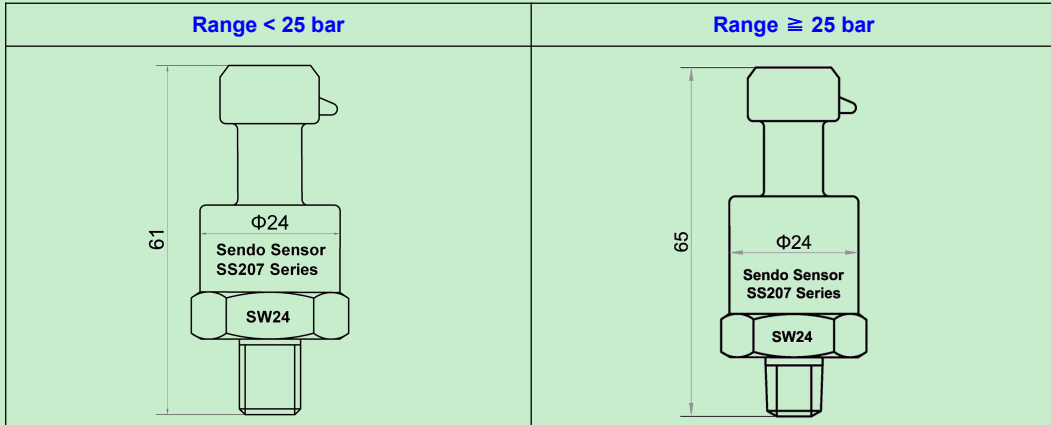 Range < 25 bar
Range ≧ 25 bar
61
Φ24
Sendo Sensor
SS207 Series
SW24
65
Φ24
Sendo Sensor
SS207 Series
SW24